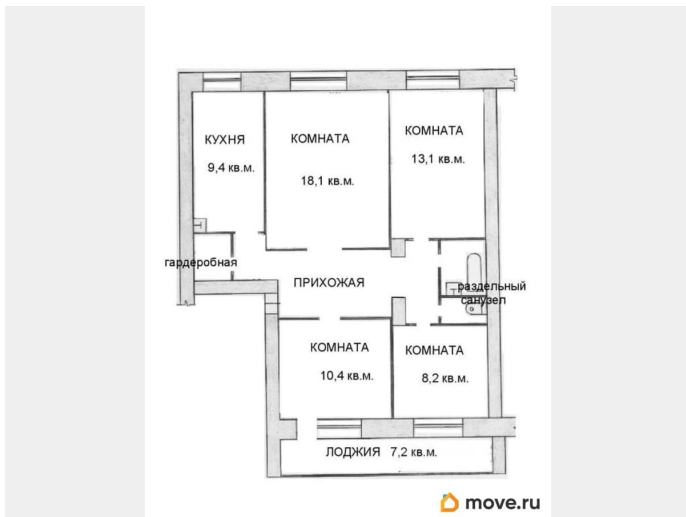 КУХНЯ
9,4 кв.м.
КОМНАТА
18,1 кв.м.
КОМНАТА
13,1 кв.м.
гардеробная
ПРИХОЖАЯ
раздельный
санузел
КОМНАТА
10,4 кв.м.
КОМНАТА
8,2 кв.м.
ЛОДЖИЯ 7,2 кв.м.
move.ru